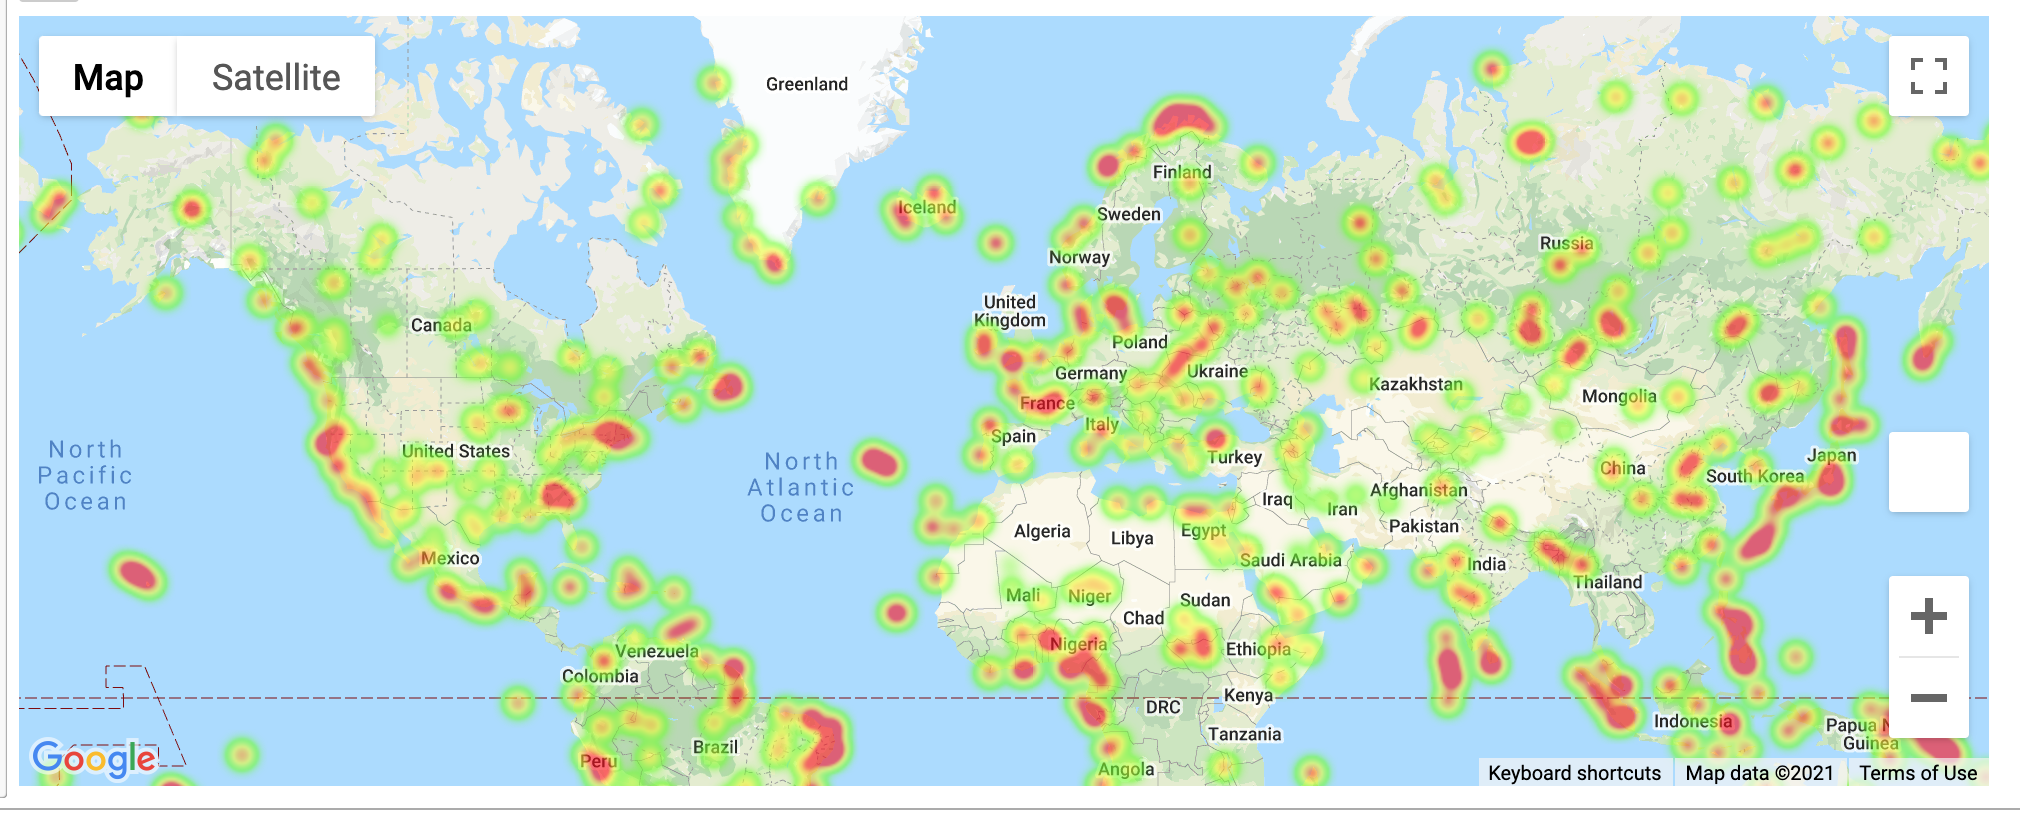 Map
Satellite
Greenland
Finland
Iceland
Sweden
Norway
Russia
United
Kingdom
Canada
Poland
Germany
Ukraine
Kazakhstan
Mongolia
France
Italy
Spain
United States
Turkey
North
Pacific
Ocean
North
Atlantic
Ocean
Japan
China
South Korea
Afghanistan
Iraq
Iran
Pakistan
Algeria
Libya
Egypt
Mexico
Saudi Arabia
India
Thailand
Mali
Niger
Sudan
Chad
Nigeria
Ethiopia
Venezuela
Colombia
Kenya
DRC
Indonesia
Papua N
Guinea
Tanzania
Brazil
Peru
Angola
Google
Keyboard shortcuts
Map data ©2021
Terms of Use